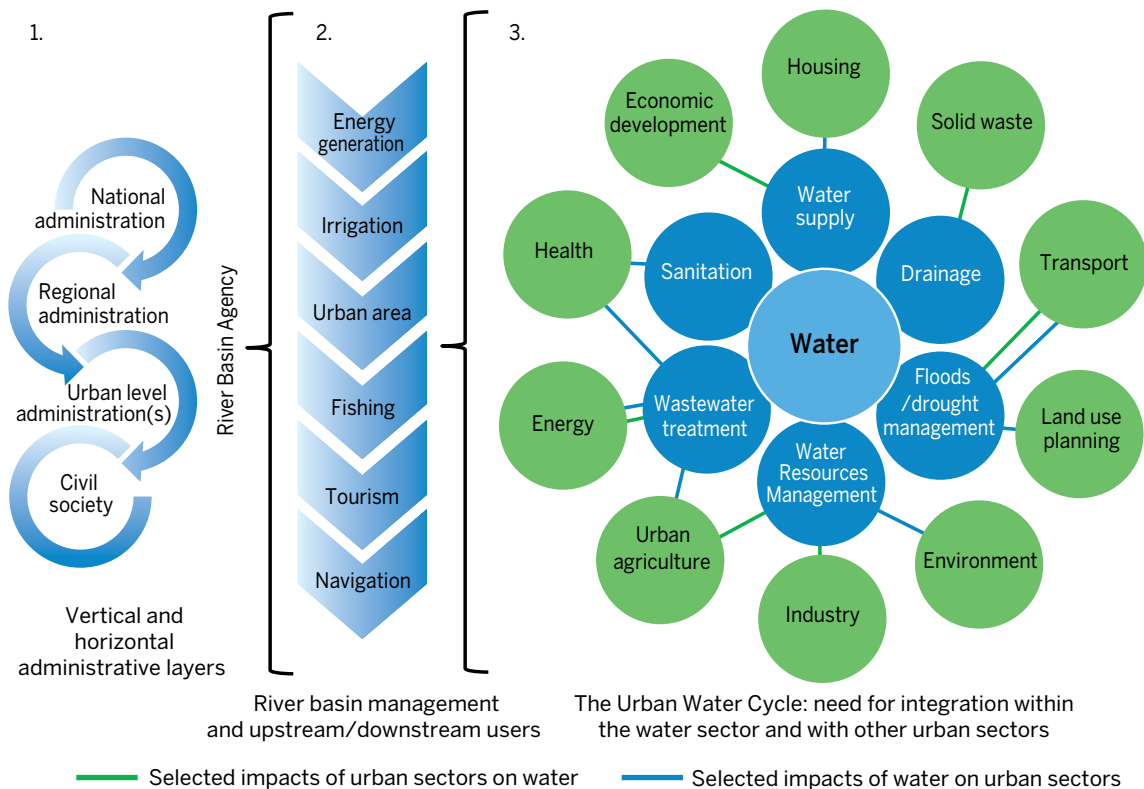 1.
National
administration
Regional
administration
Urban level
administration(s)
Civil
society
Vertical and
horizontal
administrative layers
River Basin Agency
2.
Energy
generation
Irrigation
Urban area
Fishing
Tourism
Navigation
River basin management
and upstream/downstream users
3.
Housing
Economic
development
Solid waste
Water
supply
Health
Sanitation
Drainage
Transport
Water
Energy
Wastewater
treatment
Floods
/drought
management
Land use
planning
Water
Resources
Management
Urban
agriculture
Environment
Industry
The Urban Water Cycle: need for integration within
the water sector and with other urban sectors
Selected impacts of urban sectors on water
Selected impacts of water on urban sectors